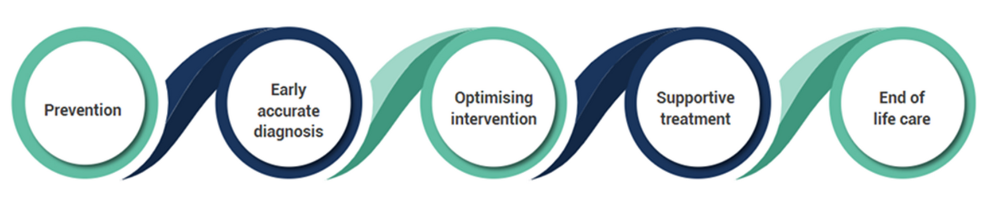 Prevention
Early
accurate
diagnosis
Optimising
intervention
Supportive
treatment
End of
life care